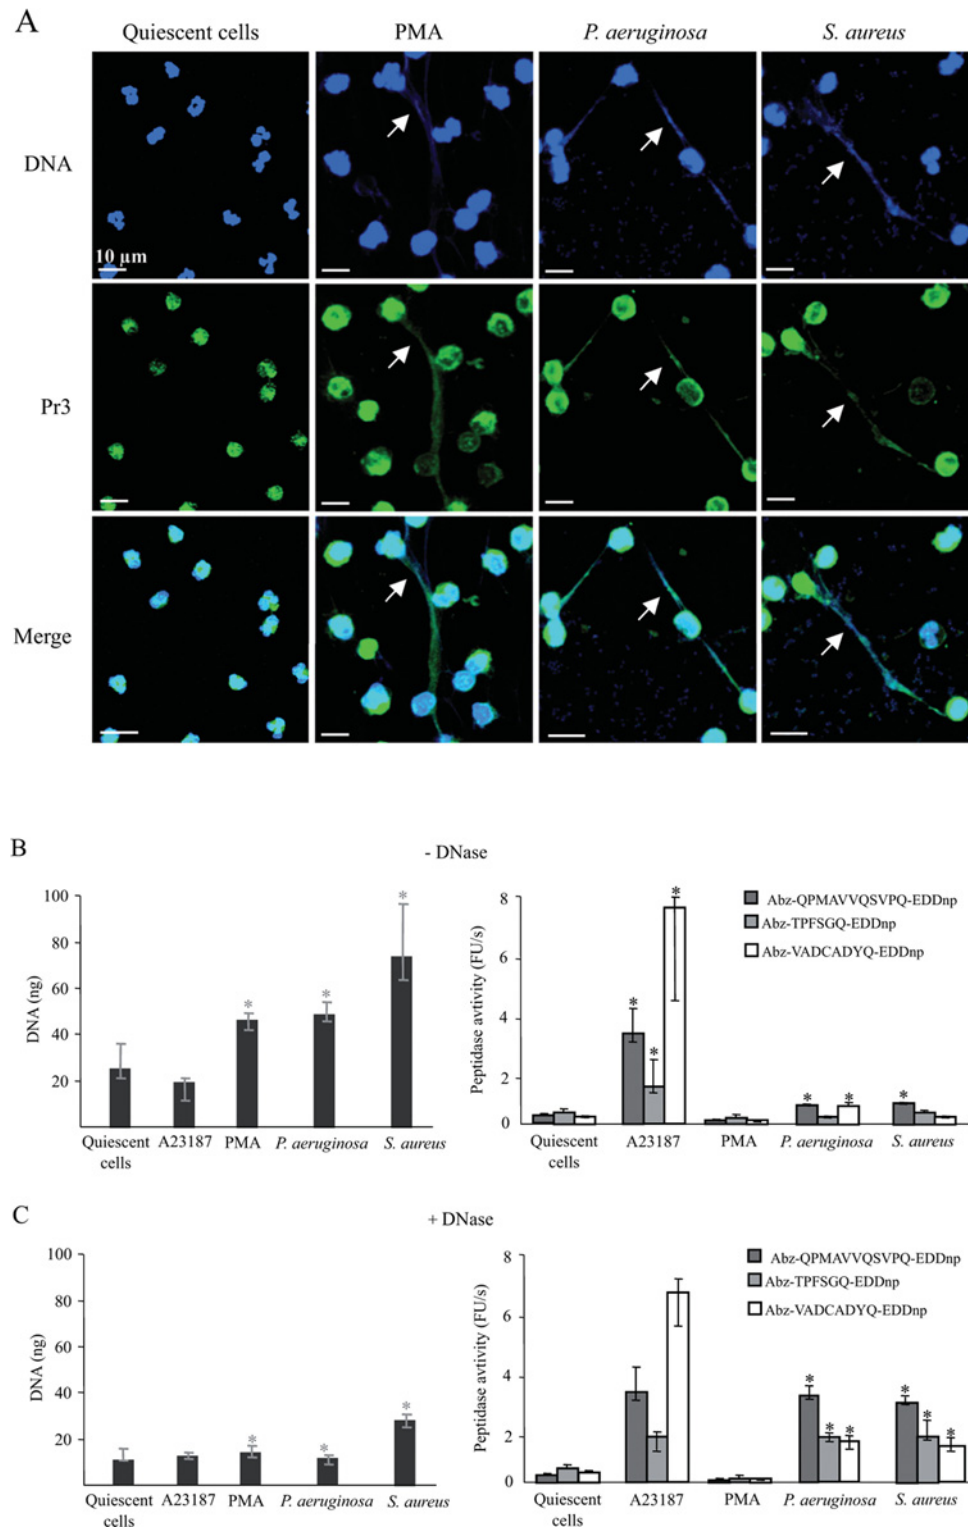 A
Quiescent cells PMA P. aeruginosa S. aureus
DNA
10 µm
Pr3
Merge
B
- DNase
DNA (ng)
100
80
60
40
20
Quiescent cells A23187 PMA P. aeruginosa S. aureus
* * *
Peptidase avtivity (FU/s)
8
6
4
2
0
Abz-QPMAVVQSVPQ-EDDnp
Abz-TPFSGQ-EDDnp
Abz-VADCADYQ-EDDnp
* * * * * *
Quiescent cells A23187 PMA P. aeruginosa S. aureus
C
+ DNase
DNA (ng)
100
80
60
40
20
* * *
Quiescent cells A23187 PMA P. aeruginosa S. aureus
Peptidase avtivity (FU/s)
8
6
4
2
0
Abz-QPMAVVQSVPQ-EDDnp
Abz-TPFSGQ-EDDnp
Abz-VADCADYQ-EDDnp
* * * * * *
Quiescent cells A23187 PMA P. aeruginosa S. aureus